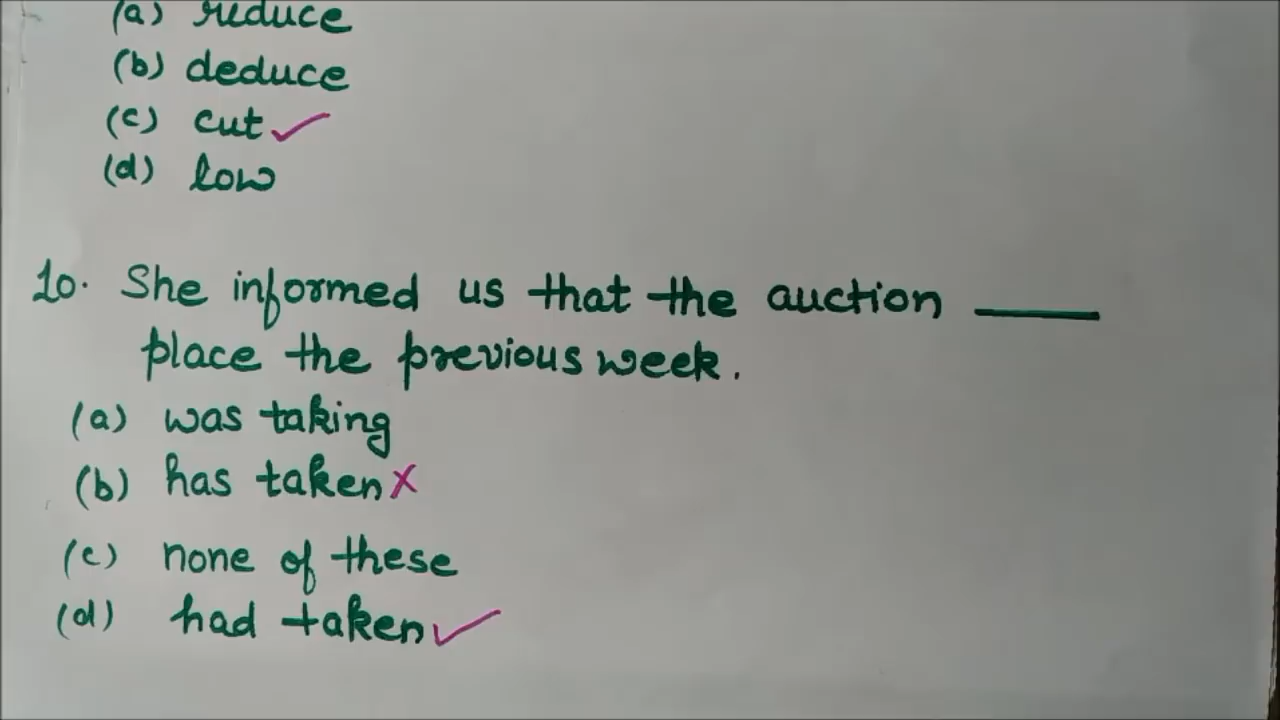 (a) reduce
(b) deduce
(c) cut ✓
(d) low
10. She informed us that the auction ____
place the previous week.
(a) was taking
(b) has taken X
(c) none of these
(d) had taken ✓